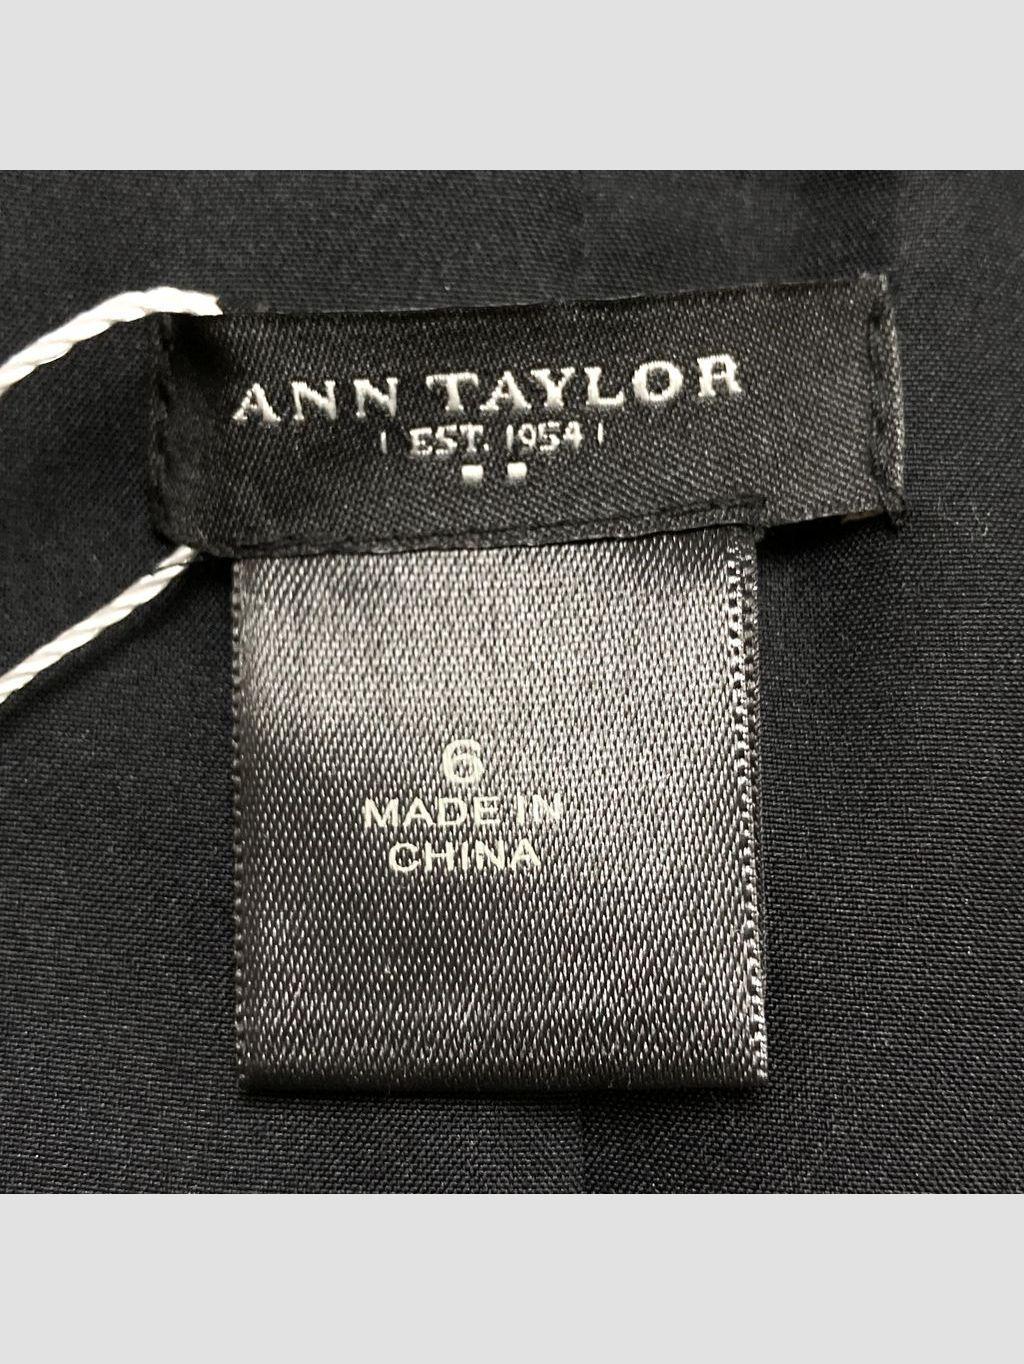 ANN TAYLOR
| EST. 1954 |
6
MADE IN
CHINA